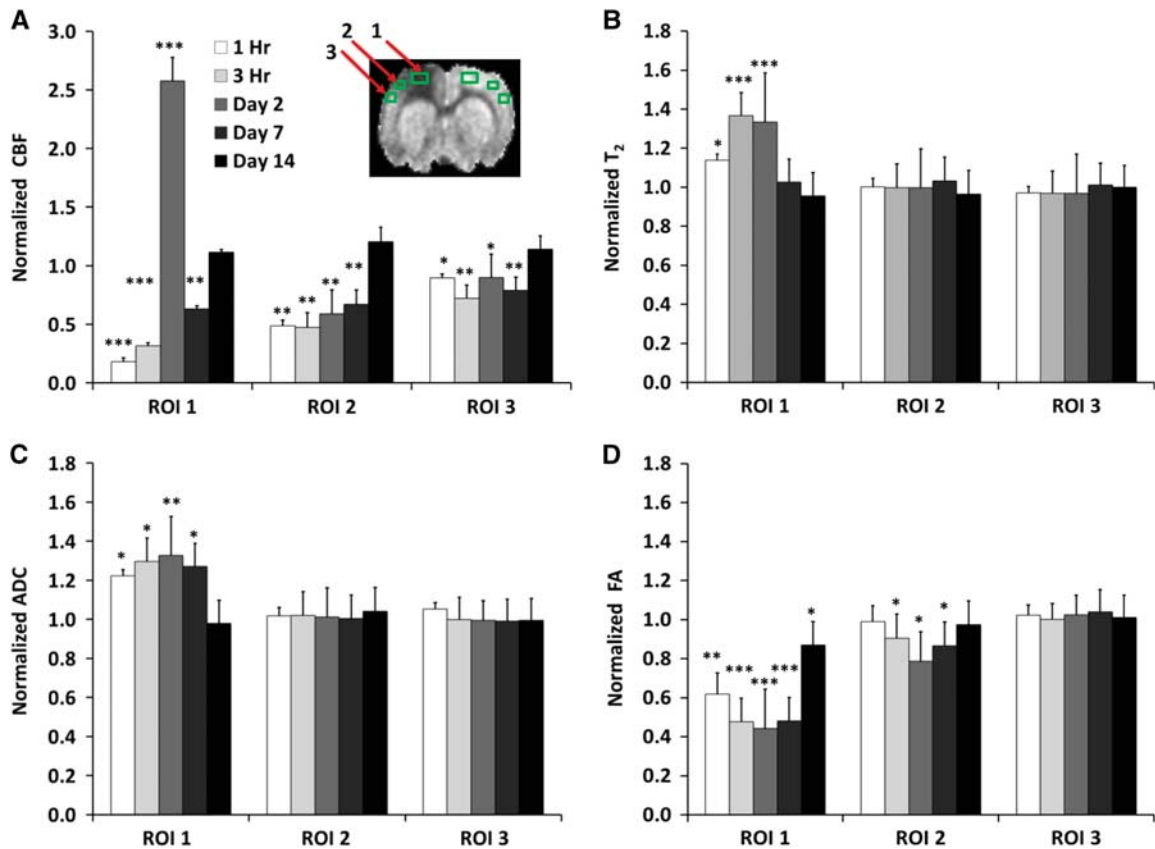 A
Normalized CBF
3.0
2.5
2.0
1.5
1.0
0.5
0.0
***
***
***
**
**
**
**
**
*
**
*
**
1 Hr
3 Hr
Day 2
Day 7
Day 14
2
1
3
ROI 1
ROI 2
ROI 3
B
Normalized T2
1.8
1.6
1.4
1.2
1.0
0.8
0.6
0.4
0.2
0.0
*
***
***
ROI 1
ROI 2
ROI 3
C
Normalized ADC
1.8
1.6
1.4
1.2
1.0
0.8
0.6
0.4
0.2
0.0
*
*
**
*
ROI 1
ROI 2
ROI 3
D
Normalized FA
1.8
1.6
1.4
1.2
1.0
0.8
0.6
0.4
0.2
0.0
**
***
***
***
*
*
*
*
ROI 1
ROI 2
ROI 3